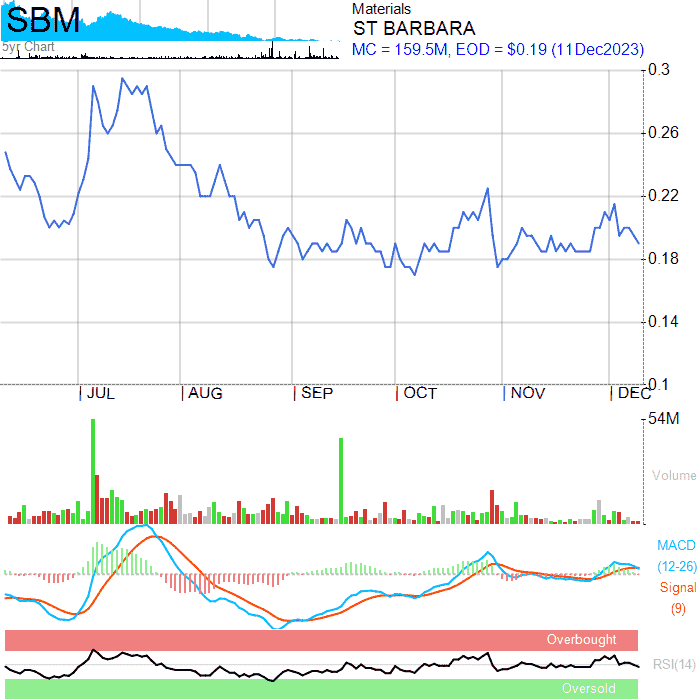 SBM
5yr Chart
Materials
ST BARBARA
MC = 159.5M, EOD = $0.19 (11Dec2023)
0.3
0.26
0.22
0.18
0.14
0.1
JUL AUG SEP OCT NOV DEC
54M
Volume
MACD
(12-26)
Signal
(9)
Overbought
RSI(14)
Oversold